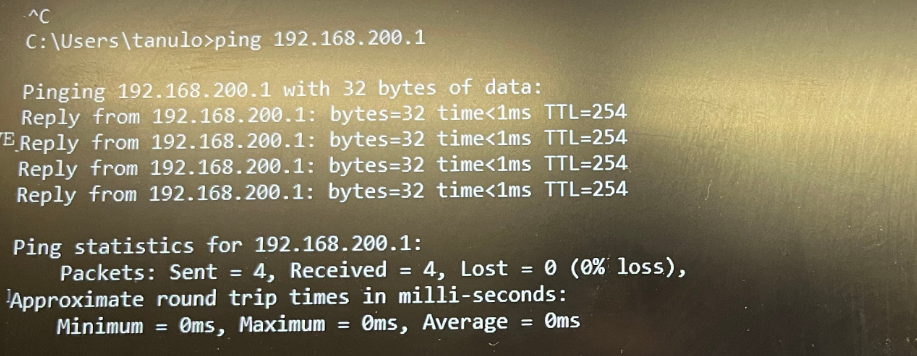 ^C
C:\Users\tanulo>ping 192.168.200.1
Pinging 192.168.200.1 with 32 bytes of data:
Reply from 192.168.200.1: bytes=32 time<1ms TTL=254
Reply from 192.168.200.1: bytes=32 time<1ms TTL=254
Reply from 192.168.200.1: bytes=32 time<1ms TTL=254
Reply from 192.168.200.1: bytes=32 time<1ms TTL=254
Ping statistics for 192.168.200.1:
Packets: Sent = 4, Received = 4, Lost = 0 (0% loss),
Approximate round trip times in milli-seconds:
Minimum = 0ms, Maximum = 0ms, Average = 0ms